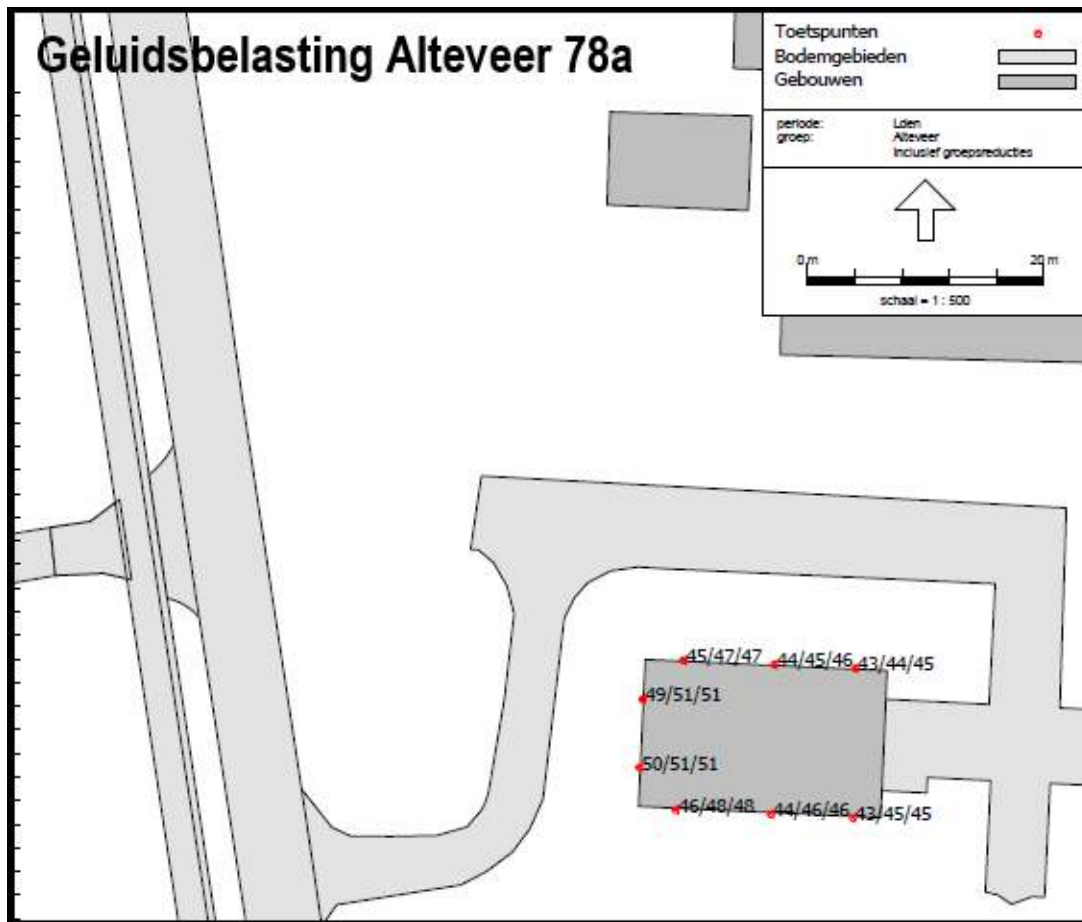 Geluidsbelasting Alteveer 78a
Toetspunten
Bodemgebieden
Gebouwen
periode: Lden
groep: Alteveer
Inclusief groepsreducties
0 m 20 m
schaal = 1 : 500
45/47/47 44/45/46 43/44/45
49/51/51
50/51/51
46/48/48 44/46/46 43/45/45